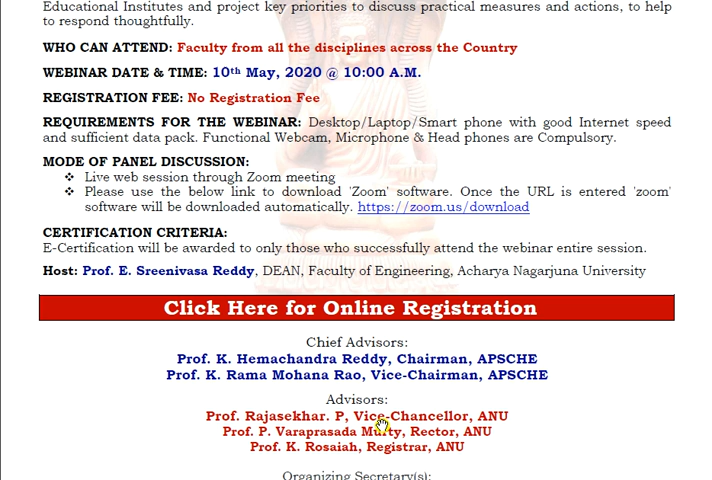 Educational Institutes and project key priorities to discuss practical measures and actions, to help
to respond thoughtfully.
WHO CAN ATTEND: Faculty from all the disciplines across the Country
WEBINAR DATE & TIME: 10th May, 2020 @ 10:00 A.M.
REGISTRATION FEE: No Registration Fee
REQUIREMENTS FOR THE WEBINAR: Desktop/Laptop/Smart phone with good Internet speed
and sufficient data pack. Functional Webcam, Microphone & Head phones are Compulsory.
MODE OF PANEL DISCUSSION:
❖ Live web session through Zoom meeting
❖ Please use the below link to download 'Zoom' software. Once the URL is entered 'zoom'
software will be downloaded automatically. https://zoom.us/download
CERTIFICATION CRITERIA:
E-Certification will be awarded to only those who successfully attend the webinar entire session.
Host: Prof. E. Sreenivasa Reddy, DEAN, Faculty of Engineering, Acharya Nagarjuna University
Click Here for Online Registration
Chief Advisors:
Prof. K. Hemachandra Reddy, Chairman, APSCHE
Prof. K. Rama Mohana Rao, Vice-Chairman, APSCHE
Advisors:
Prof. Rajasekhar. P, Vice-Chancellor, ANU
Prof. P. Varaprasada Murty, Rector, ANU
Prof. K. Rosaiah, Registrar, ANU
Organizing Secretary(s):